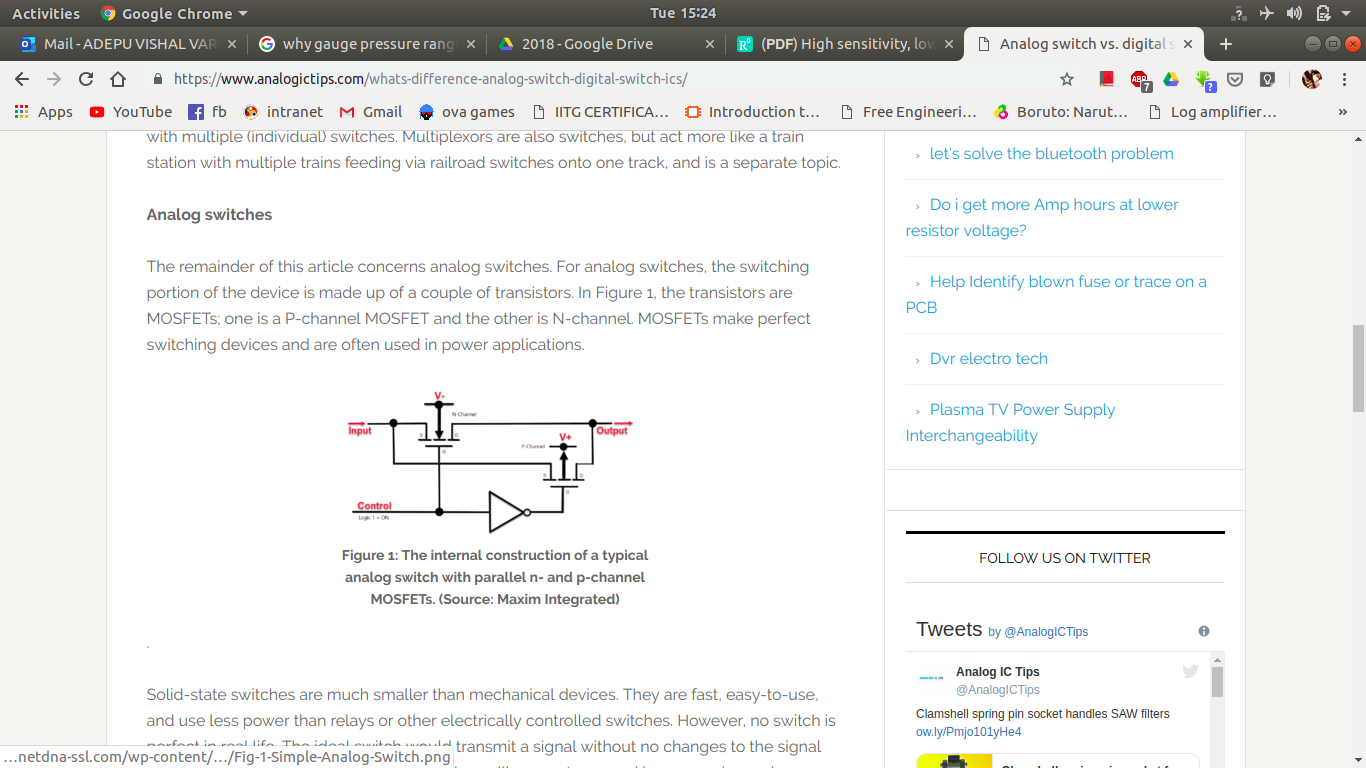 Activities
Google Chrome
Tue 15:24
Mail - ADEPU VISHAL VAR
why gauge pressure rang
2018 - Google Drive
(PDF) High sensitivity, low
Analog switch vs. digital s
https://www.analogictips.com/whats-difference-analog-switch-digital-switch-ics/
ABP
7
?
Apps
YouTube
fb
intranet
Gmail
ova games
IITG CERTIFICA...
Introduction t...
Free Engineeri...
Boruto: Narut...
Log amplifier...
»
with multiple (individual) switches. Multiplexors are also switches, but act more like a train
station with multiple trains feeding via railroad switches onto one track, and is a separate topic.
Analog switches
The remainder of this article concerns analog switches. For analog switches, the switching
portion of the device is made up of a couple of transistors. In Figure 1, the transistors are
MOSFETs; one is a P-channel MOSFET and the other is N-channel. MOSFETs make perfect
switching devices and are often used in power applications.
V-
N-Channel
Input
S
D
G
V+
Output
P-Channel
S
D
G
Control
Logic 1 = ON
Figure 1: The internal construction of a typical
analog switch with parallel n- and p-channel
MOSFETs. (Source: Maxim Integrated)
.
Solid-state switches are much smaller than mechanical devices. They are fast, easy-to-use,
and use less power than relays or other electrically controlled switches. However, no switch is
perfect in real life. The ideal switch would transmit a signal without no changes to the signal
...netdna-ssl.com/wp-content/.../Fig-1-Simple-Analog-Switch.png
› let's solve the bluetooth problem
› Do i get more Amp hours at lower
resistor voltage?
› Help Identify blown fuse or trace on a
PCB
› Dvr electro tech
› Plasma TV Power Supply
Interchangeability
FOLLOW US ON TWITTER
Tweets by @AnalogICTips
Analog IC Tips
@AnalogICTips
Clamshell spring pin socket handles SAW filters
ow.ly/Pmjo101yHe4